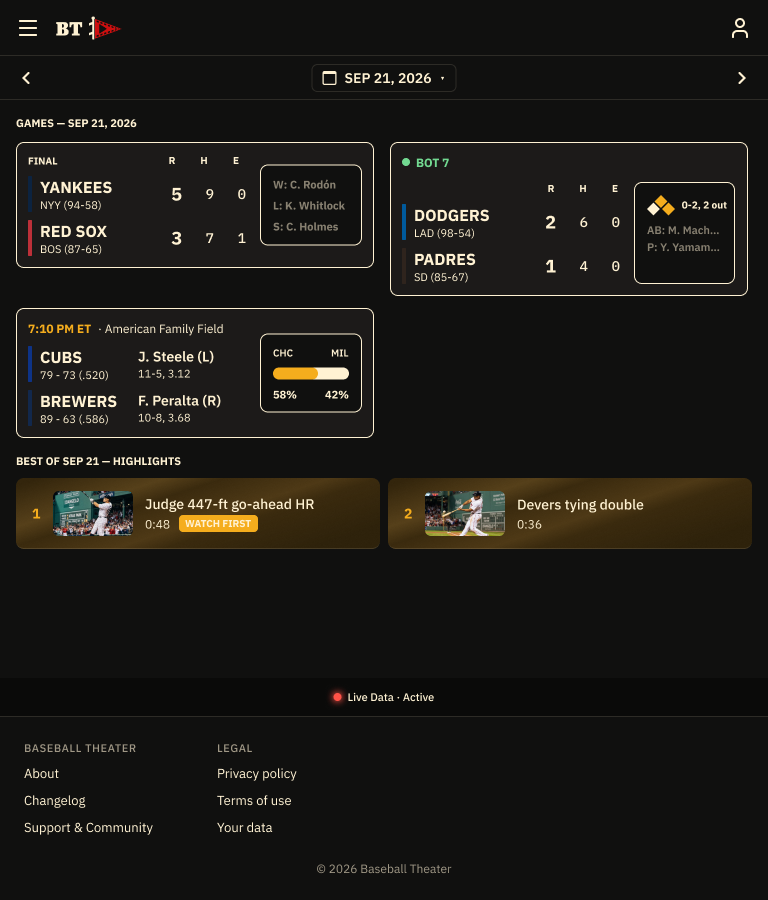 BT
SEP 21, 2026
GAMES — SEP 21, 2026
FINAL R H E
YANKEES 5 9 0
NYY (94-58)
RED SOX 3 7 1
BOS (87-65)
W: C. Rodón
L: K. Whitlock
S: C. Holmes
BOT 7
R H E
DODGERS 2 6 0
LAD (98-54)
PADRES 1 4 0
SD (85-67)
0-2, 2 out
AB: M. Mach...
P: Y. Yamam...
7:10 PM ET · American Family Field
CUBS J. Steele (L)
79 - 73 (.520) 11-5, 3.12
BREWERS F. Peralta (R)
89 - 63 (.586) 10-8, 3.68
CHC MIL
58% 42%
BEST OF SEP 21 — HIGHLIGHTS
1
Judge 447-ft go-ahead HR
0:48 WATCH FIRST
2
Devers tying double
0:36
Live Data · Active
BASEBALL THEATER
About
Changelog
Support & Community
LEGAL
Privacy policy
Terms of use
Your data
© 2026 Baseball Theater